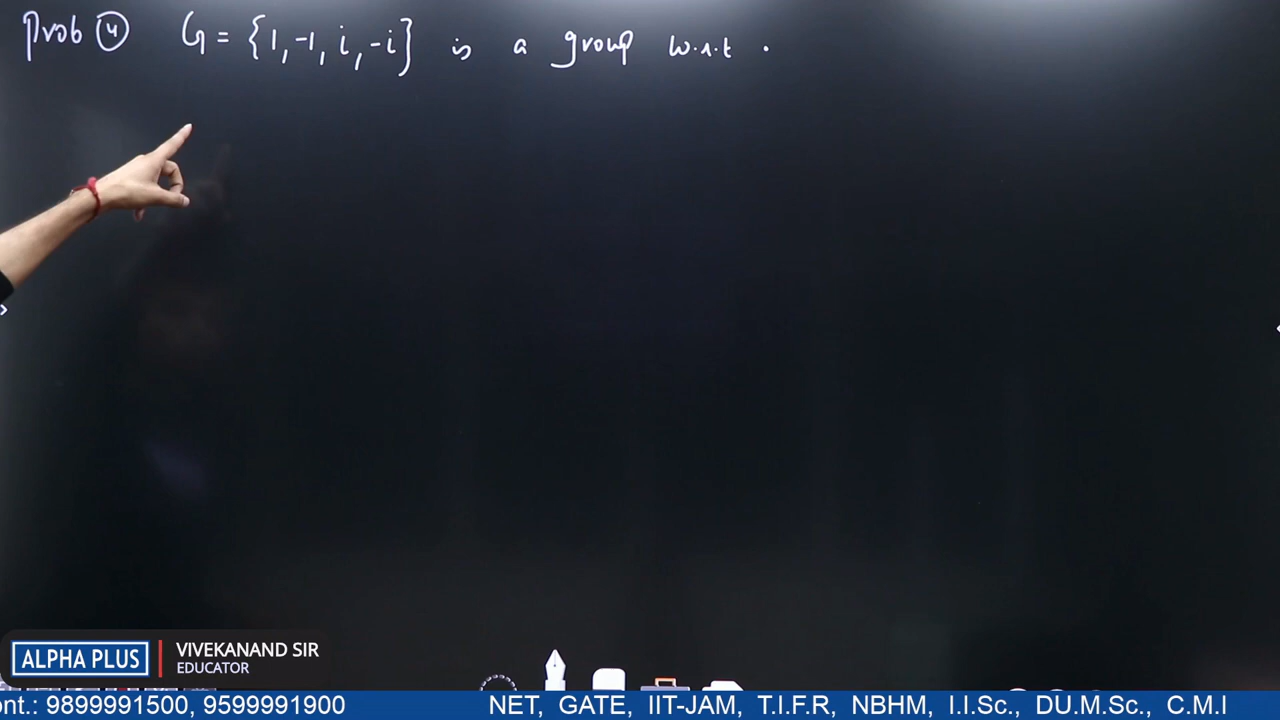 Prob ④ G = {1, -1, i, -i} is a group w.r.t .
ALPHA PLUS
VIVEKANAND SIR
EDUCATOR
ont.: 9899991500, 9599991900 NET, GATE, IIT-JAM, T.I.F.R, NBHM, I.I.Sc., DU.M.Sc., C.M.I